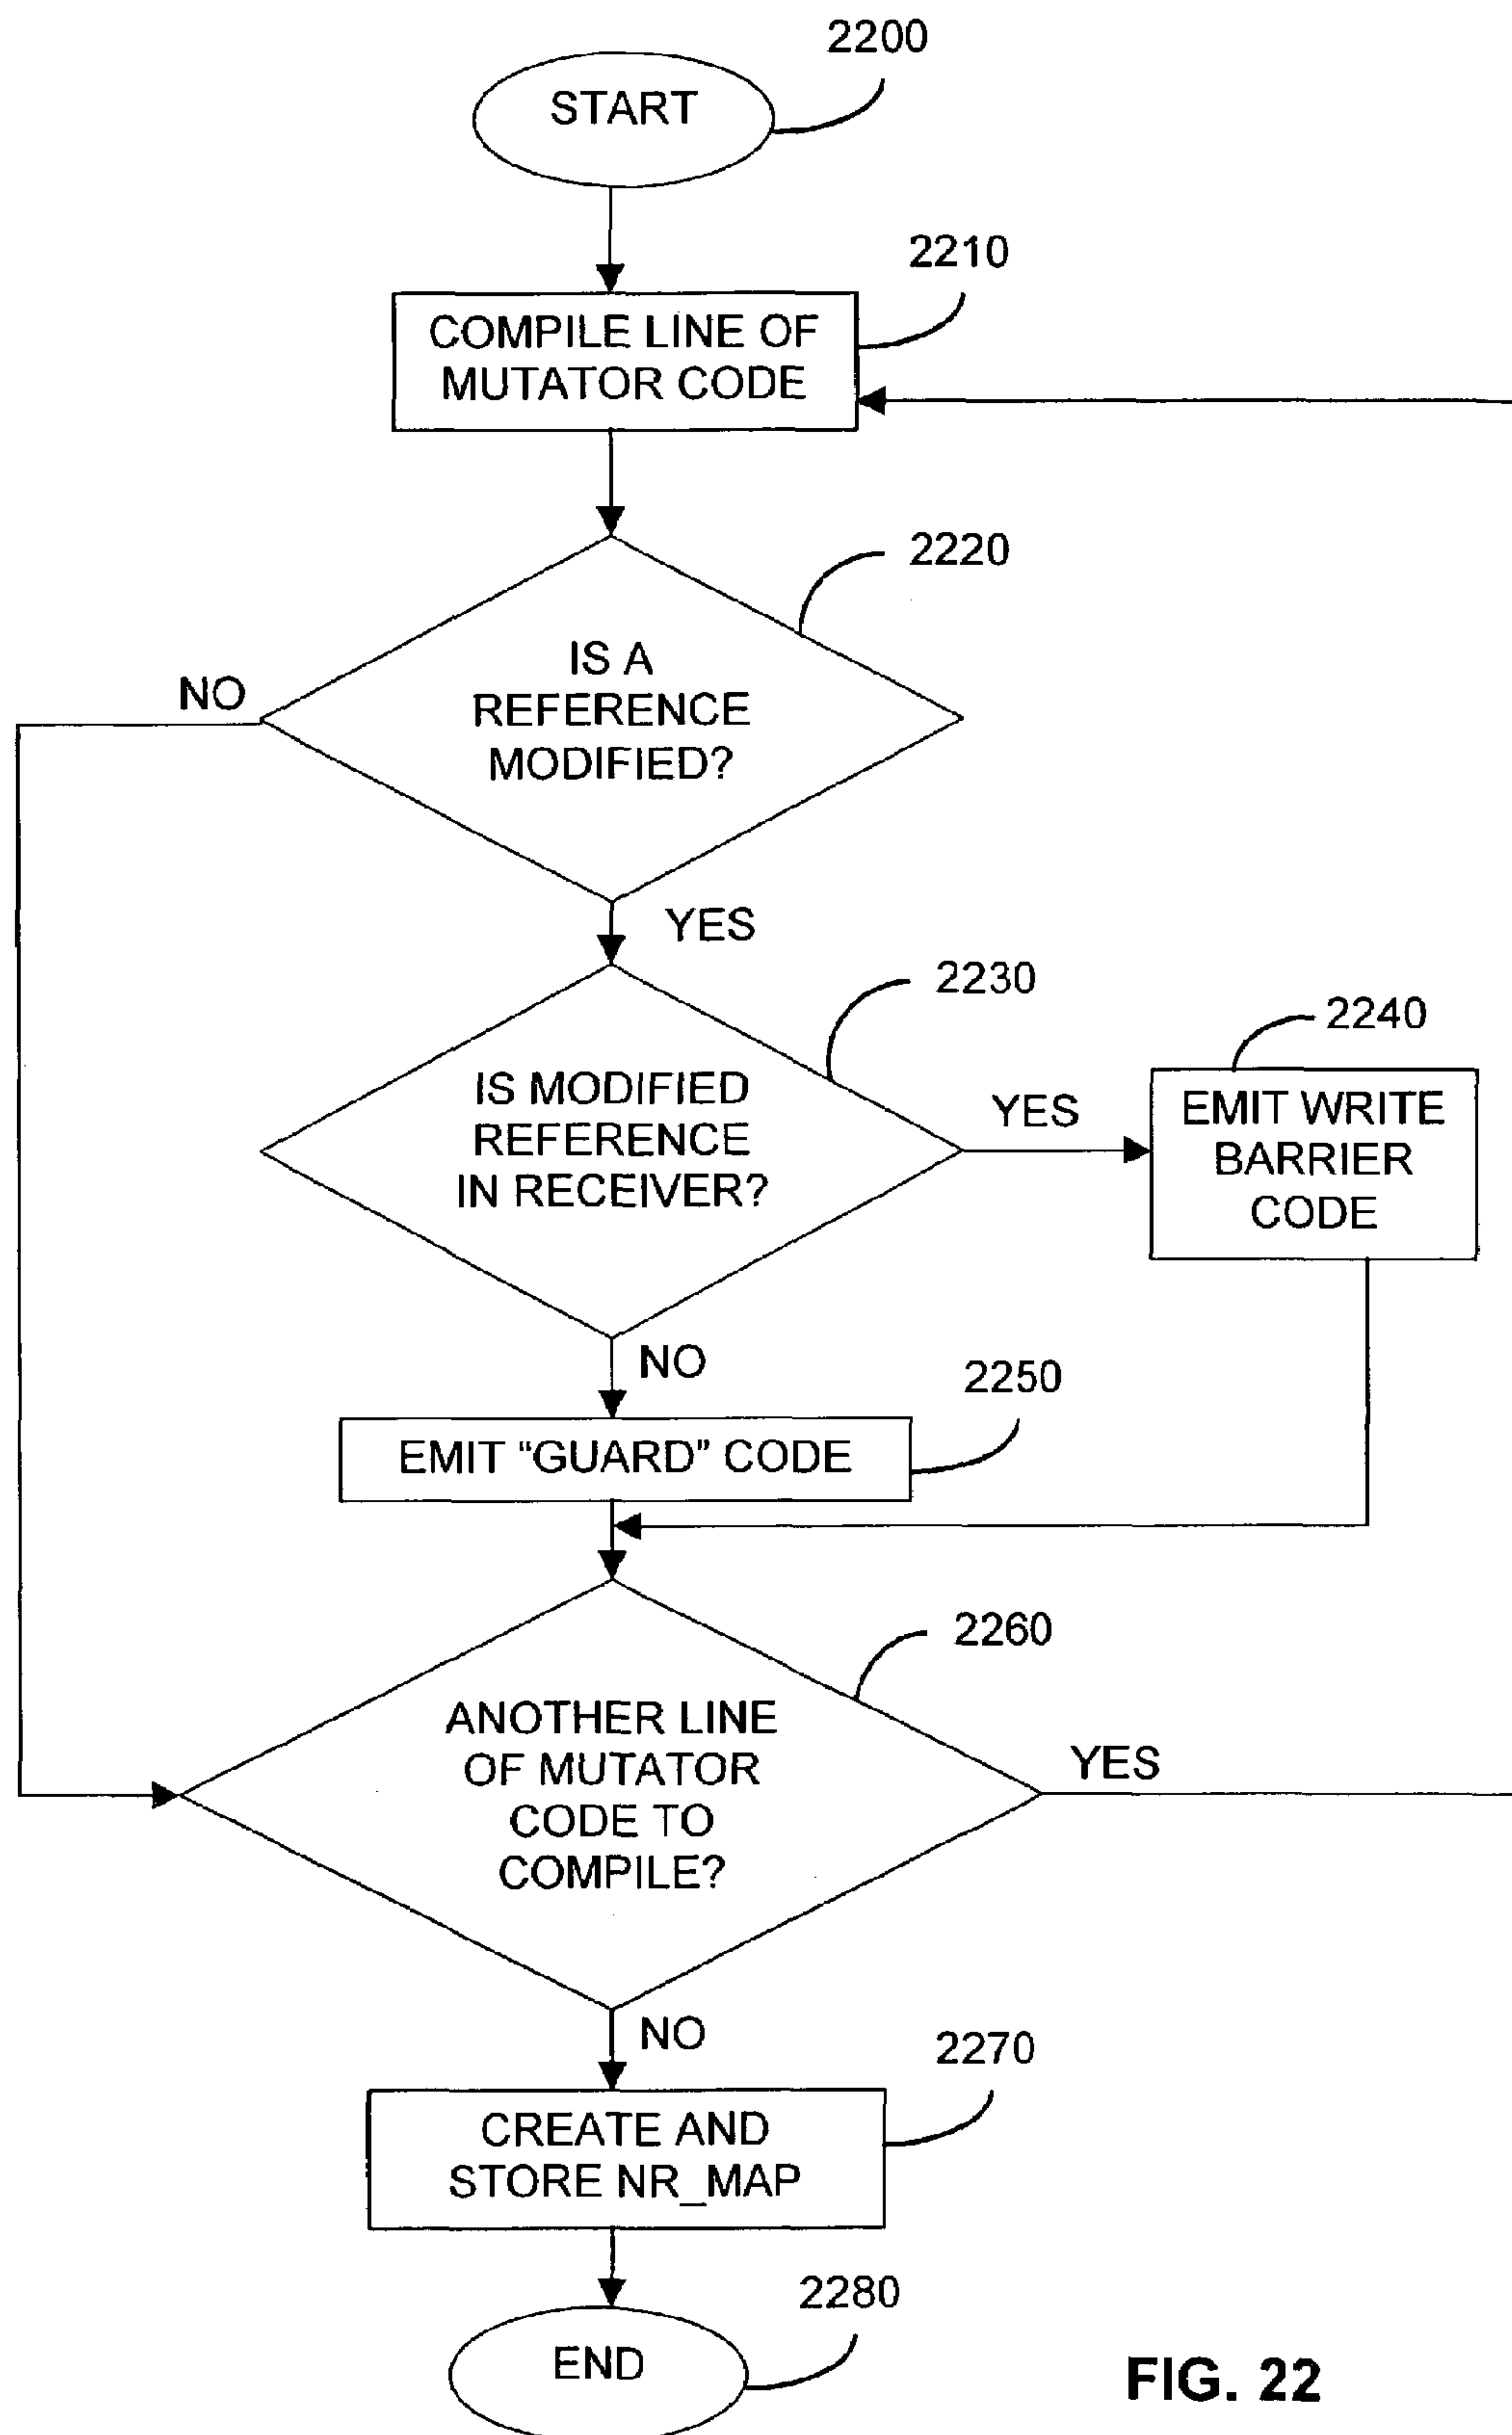 2200
START
2210
COMPILE LINE OF
MUTATOR CODE
2220
IS A
REFERENCE
MODIFIED?
NO
YES
2230
2240
IS MODIFIED
REFERENCE
IN RECEIVER?
YES
EMIT WRITE
BARRIER
CODE
NO
2250
EMIT “GUARD” CODE
2260
ANOTHER LINE
OF MUTATOR
CODE TO
COMPILE?
YES
NO
2270
CREATE AND
STORE NR_MAP
2280
END
FIG. 22